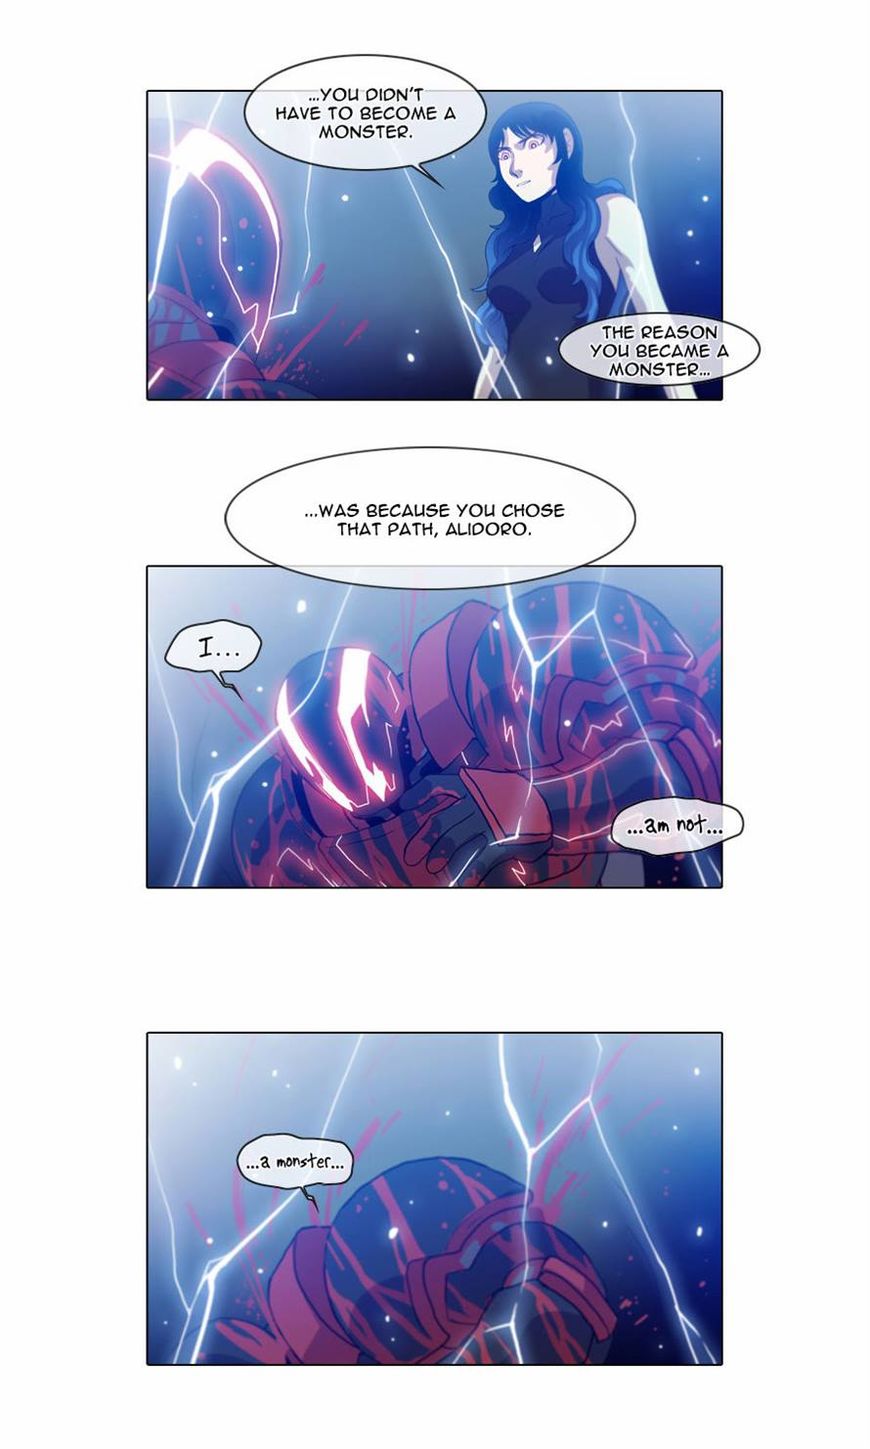 ...YOU DIDN'T
HAVE TO BECOME A
MONSTER.
THE REASON
YOU BECAME A
MONSTER...
...WAS BECAUSE YOU CHOSE
THAT PATH, ALIDORO.
I...
...am not...
...a monster...